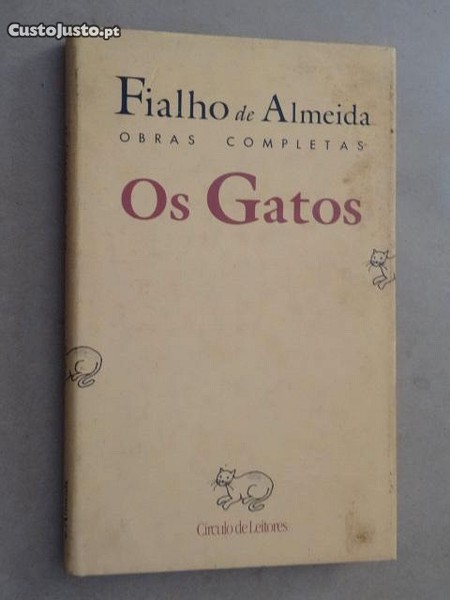 CustoJusto.pt
Fialho de Almeida
OBRAS COMPLETAS
Os Gatos
Círculo de Leitores